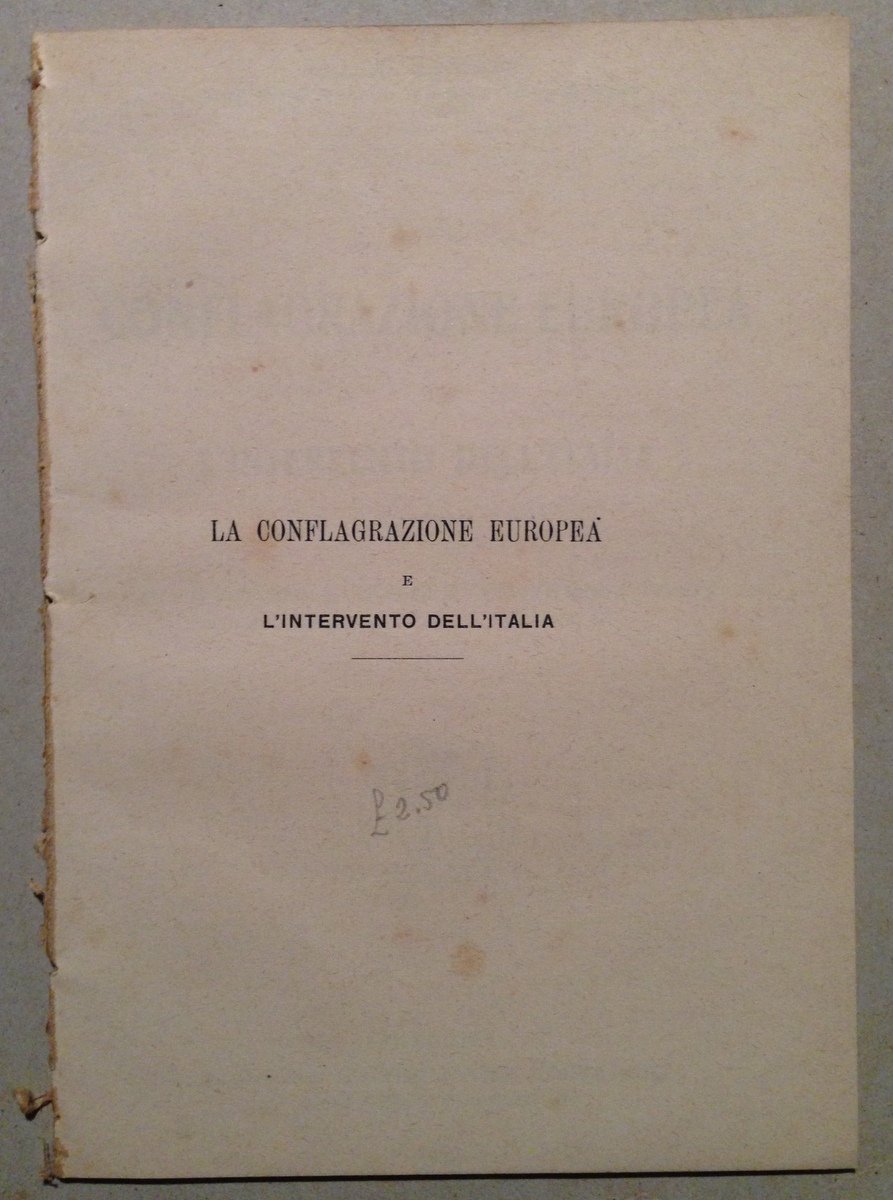 LA CONFLAGRAZIONE EUROPEA
E
L'INTERVENTO DELL'ITALIA
£2.50